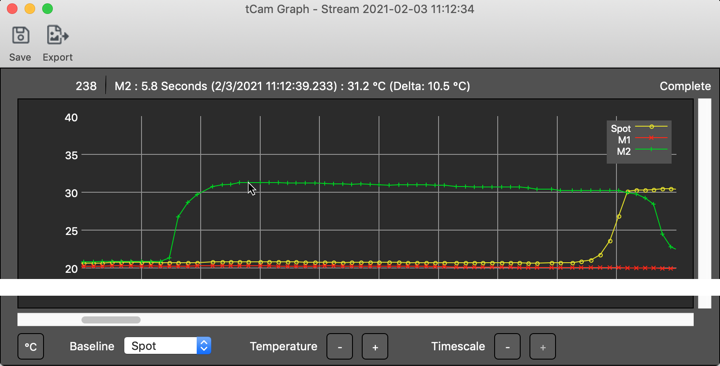 tCam Graph - Stream 2021-02-03 11:12:34
Save Export
238 M2 : 5.8 Seconds (2/3/2021 11:12:39.233) : 31.2 °C (Delta: 10.5 °C) Complete
40
Spot
M1
M2
35
30
25
20
°C Baseline Spot Temperature - + Timescale - +